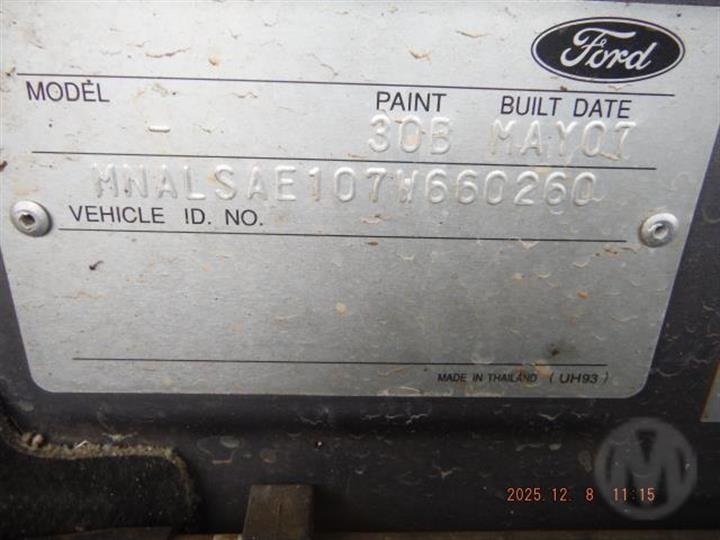 Ford
MODEL PAINT BUILT DATE
- 30B MAY07
MNALSAE107W660260
VEHICLE ID. NO.
MADE IN THAILAND ( UH93 )
2025.12. 8 11:15
M